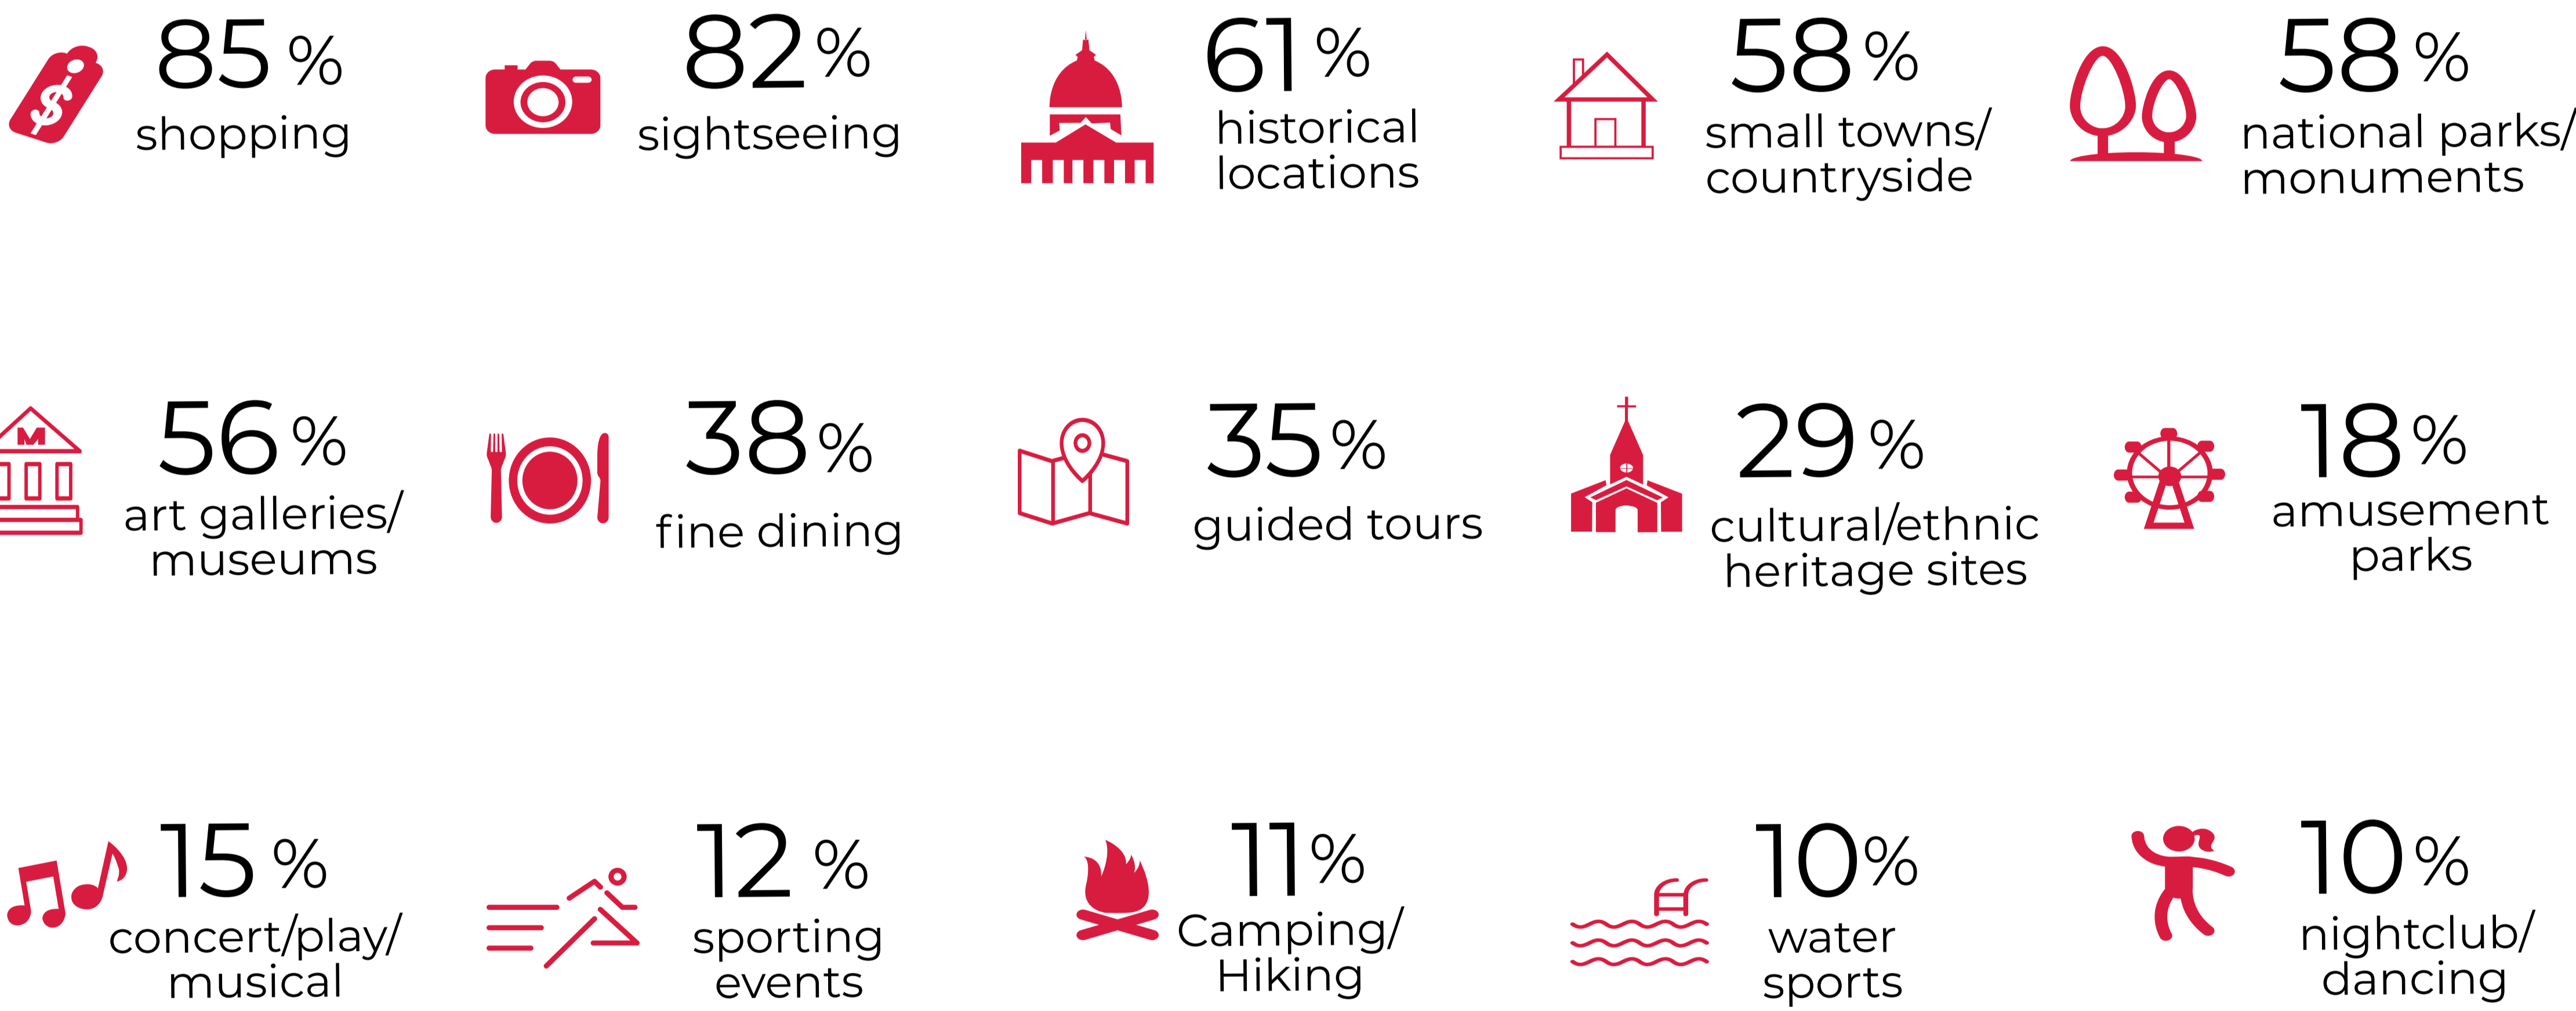 85 %
shopping
82%
sightseeing
61 %
historical
locations
58 %
small towns/
countryside
58 %
national parks/
monuments
M
56 %
art galleries/
museums
38%
fine dining
35%
guided tours
29 %
cultural/ethnic
heritage sites
18%
amusement
parks
15 %
concert/play/
musical
12 %
sporting
events
11%
Camping/
Hiking
10%
water
sports
10 %
nightclub/
dancing